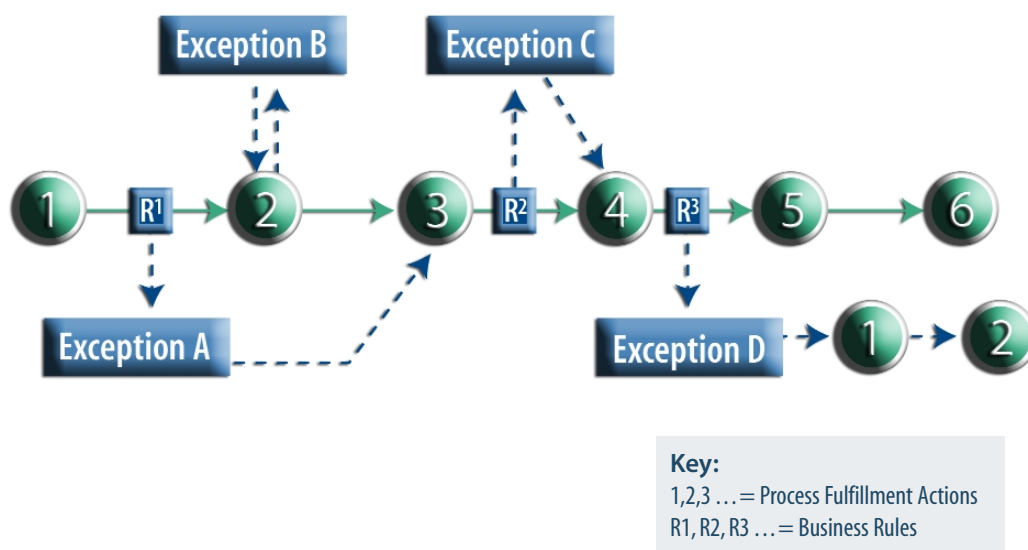 Exception B
Exception C
1
R¹
2
3
R²
4
R³
5
6
Exception A
Exception D
1
2
Key:
1,2,3 ...= Process Fulfillment Actions
R1, R2, R3 ...= Business Rules